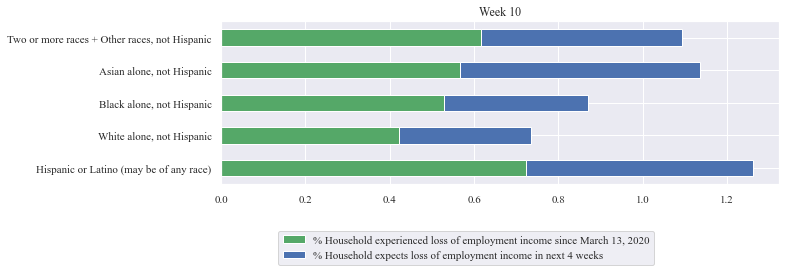 Week 10
Two or more races + Other races, not Hispanic
Asian alone, not Hispanic
Black alone, not Hispanic
White alone, not Hispanic
Hispanic or Latino (may be of any race)
0.0 0.2 0.4 0.6 0.8 1.0 1.2
% Household experienced loss of employment income since March 13, 2020
% Household expects loss of employment income in next 4 weeks